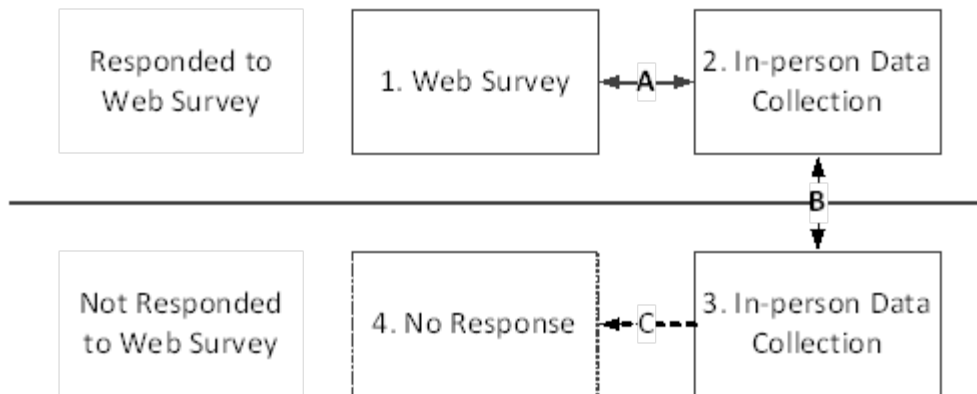 Responded to
Web Survey
1. Web Survey
A
2. In-person Data
Collection
B
Not Responded
to Web Survey
4. No Response
C
3. In-person Data
Collection